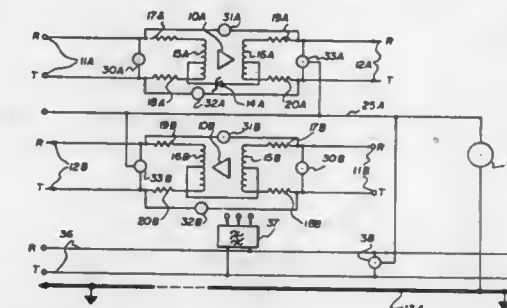 17A 10A 31A 19A
R R
11A 15A 16A 33A 12A
30A
T T
18A 32A 14A 20A
25A
19B 10B 31B 17B
R R
12B 16B 15B 30B 11B
33B
T T
20B 32B 18B
37
36 38
R
T